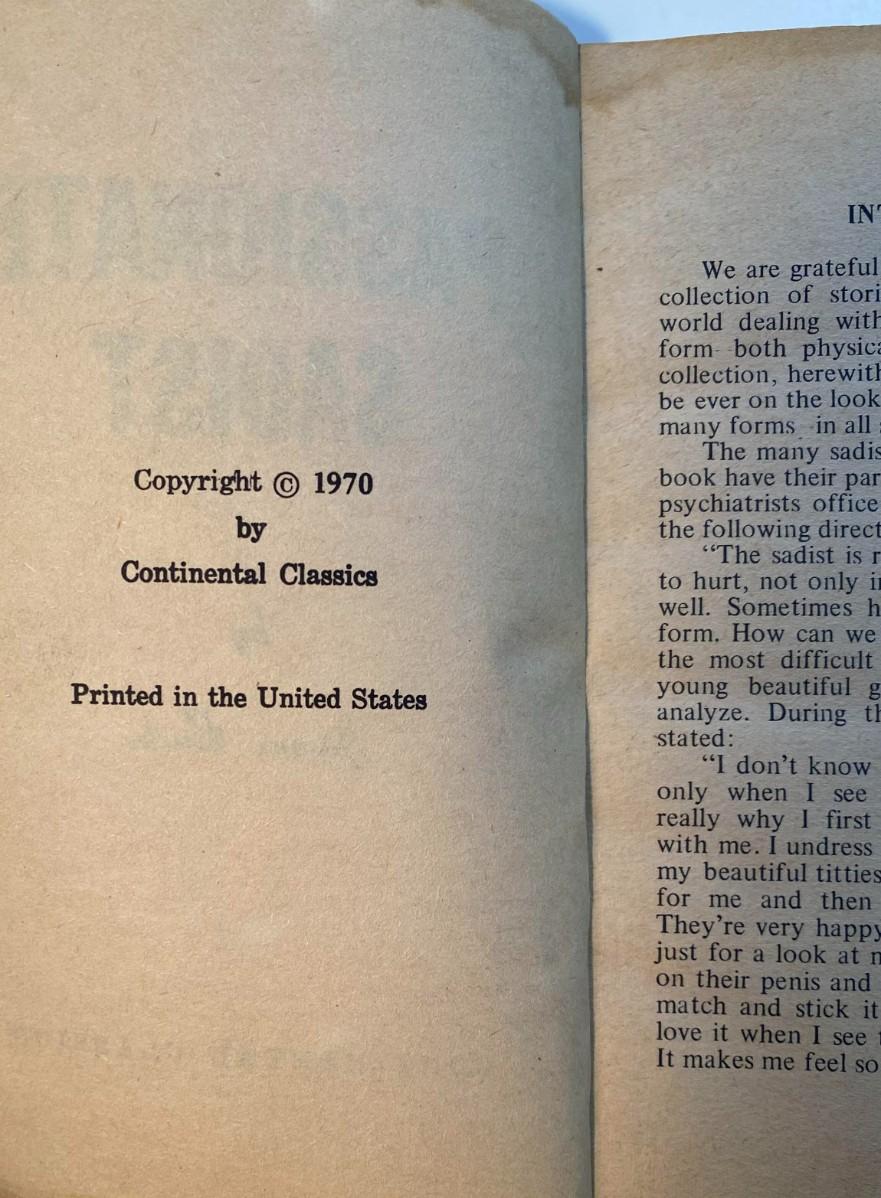 Copyright © 1970
by
Continental Classics
Printed in the United States
We are grateful
collection of stori
world dealing with
form both physica
collection, herewith
be ever on the look
many forms in all
The many sadis
book have their par
psychiatrists office
the following direct
“The sadist is r
to hurt, not only in
well. Sometimes h
form. How can we
the most difficult
young beautiful g
analyze. During th
stated:
“I don’t know
only when I see
really why I first
with me. I undress
my beautiful titties
for me and then
They’re very happy
just for a look at m
on their penis and
match and stick it
love it when I see t
It makes me feel so